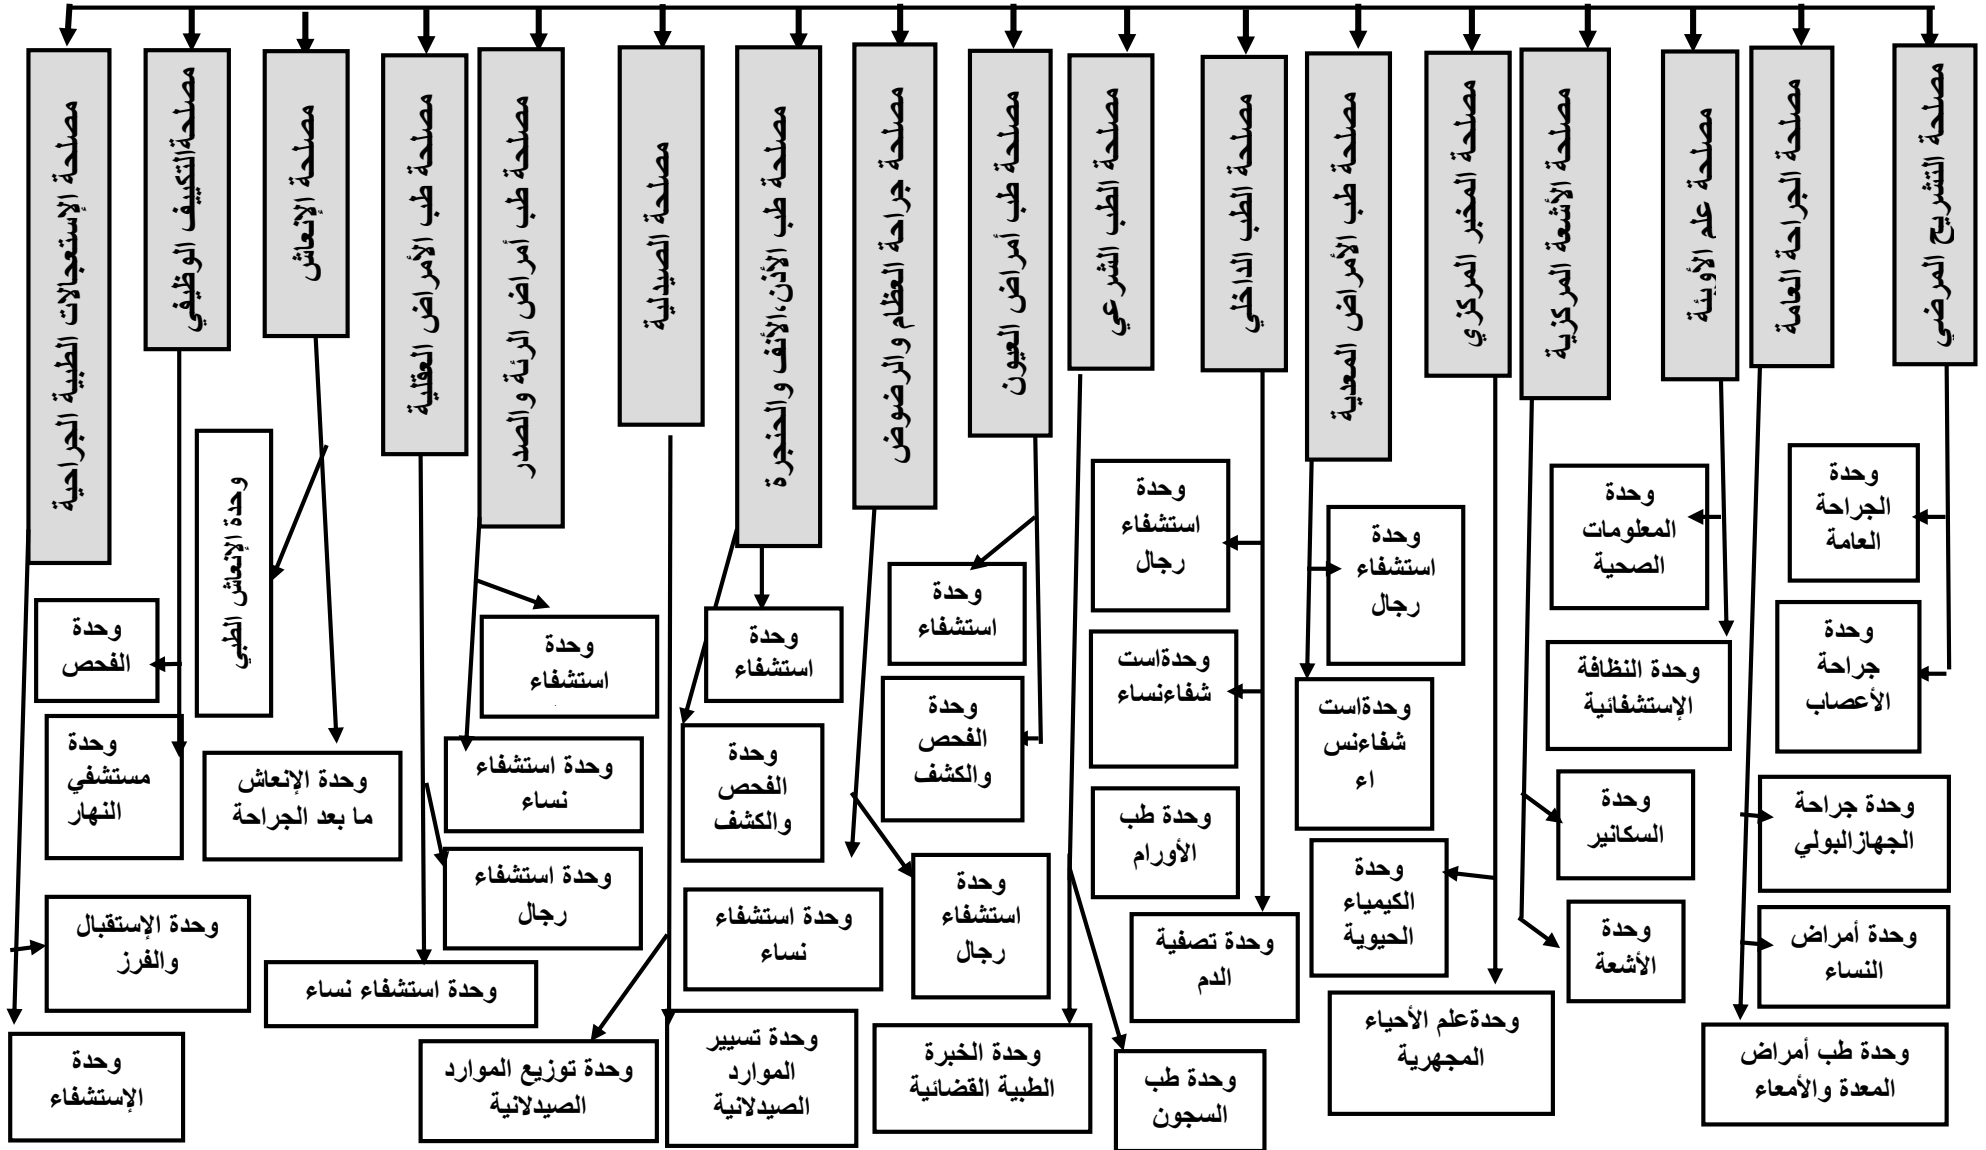 مصلحة التشريح المرضي
مصلحة الجراحة العامة
مصلحة علم الأوبئة
مصلحة الأشعة المركزية
مصلحة المخبر المركزي
مصلحة طب الأمراض المعدية
مصلحة الطب الداخلي
مصلحة الطب الشرعي
مصلحة طب أمراض العيون
مصلحة جراحة العظام والرضوض
مصلحة طب الأذن،الأنف والحنجرة
مصلحة الصيدلية
مصلحة طب أمراض الرئة والصدر
مصلحة طب الأمراض العقلية
مصلحة الإنعاش
مصلحةالتكييف الوظيفي
مصلحة الإستعجالات الطبية الجراحية
وحدة
الجراحة
العامة
وحدة
جراحة
الأعصاب
وحدة جراحة
الجهازالبولي
وحدة أمراض
النساء
وحدة طب أمراض
المعدة والأمعاء
وحدة
المعلومات
الصحية
وحدة النظافة
الإستشفائية
وحدة
السكانير
وحدة
الأشعة
وحدة
الكيمياء
الحيوية
وحدةعلم الأحياء
المجهرية
وحدة
استشفاء
رجال
وحدةاست
شفاءنس
اء
وحدة
استشفاء
رجال
وحدةاست
شفاءنساء
وحدة طب
الأورام
وحدة تصفية
الدم
وحدة طب
السجون
وحدة الخبرة
الطبية القضائية
وحدة
استشفاء
وحدة
الفحص
والكشف
وحدة
استشفاء
رجال
وحدة استشفاء
نساء
وحدة
استشفاء
وحدة
الفحص
والكشف
وحدة تسيير
الموارد
الصيدلانية
وحدة توزيع الموارد
الصيدلانية
وحدة
استشفاء
وحدة استشفاء
نساء
وحدة استشفاء
رجال
وحدة استشفاء نساء
وحدة الإنعاش الطبي
وحدة الإنعاش
ما بعد الجراحة
وحدة
الفحص
وحدة
مستشفي
النهار
وحدة الإستقبال
والفرز
وحدة
الإستشفاء